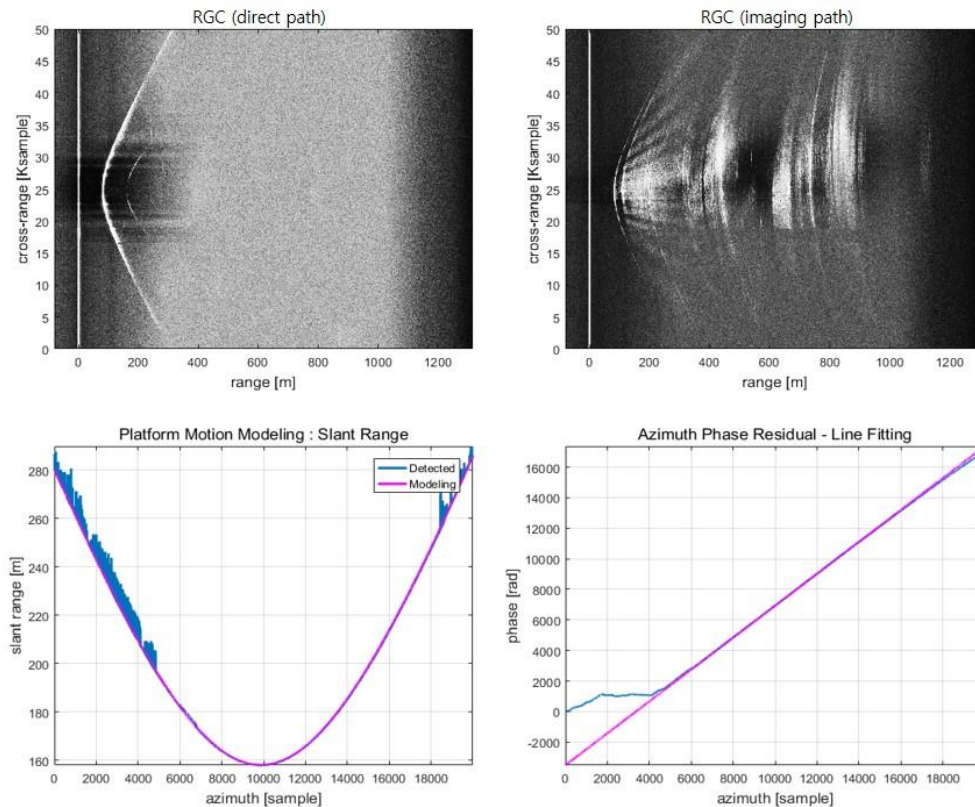 RGC (direct path)
50
45
40
35
30
25
20
15
10
5
0
cross-range [Ksample]
0 200 400 600 800 1000 1200
range [m]
RGC (imaging path)
50
45
40
35
30
25
20
15
10
5
0
cross-range [Ksample]
0 200 400 600 800 1000 1200
range [m]
Platform Motion Modeling : Slant Range
Detected
Modeling
280
260
240
220
200
180
160
slant range [m]
0 2000 4000 6000 8000 10000 12000 14000 16000 18000
azimuth [sample]
Azimuth Phase Residual - Line Fitting
16000
14000
12000
10000
8000
6000
4000
2000
0
-2000
phase [rad]
0 2000 4000 6000 8000 10000 12000 14000 16000 18000
azimuth [sample]